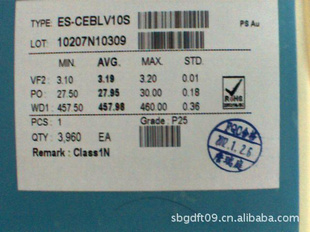 TYPE: ES-CEBLV10S
PS Au
LOT: 10207N10309
MIN. AVG. MAX. STD.
VF2: 3.10 3.19 3.20 0.01
PO: 27.50 27.95 30.00 0.18
WD1: 457.50 457.98 460.00 0.36
RoHS
PCS: 1 Grade: P25
QTY: 3,960 EA
Remark: Class1N
sbgdft09.cn.alibaba.com